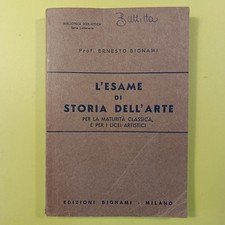 BIBLIOTECA SCOLASTICA
Prof. ERNESTO BIGNAMI
L'ESAME
DI
STORIA DELL'ARTE
PER LA MATURITÀ CLASSICA,
E PER I LICEI ARTISTICI
EDIZIONI BIGNAMI - MILANO